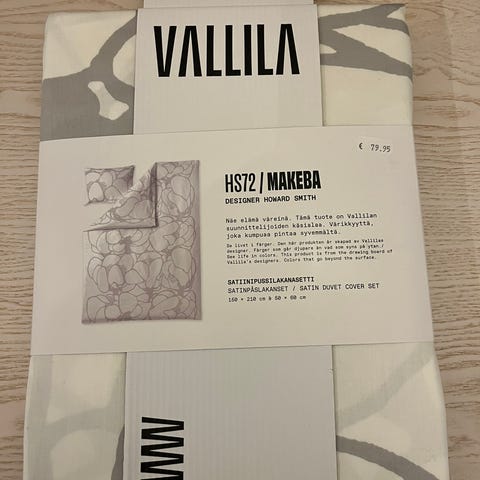 VALLILA
€ 79.95
HS72 / MAKEBA
DESIGNER HOWARD SMITH
Näe elämä väreinä. Tämä tuote on Vallilan
suunnittelijoiden käsialaa. Värikkyyttä,
joka kumpuaa pintaa syvemmältä.
Se livet i färger. Den här produkten är skapad av Vallilas
designer. Färger som går djupare än vad som syns på ytan./
See life in colors. This product is from the drawing board of
Vallila's designers. Colors that go beyond the surface.
SATIINIPUSSILAKANASETTI
SATINPÅSLAKANSET / SATIN DUVET COVER SET
150 × 210 cm & 50 × 60 cm